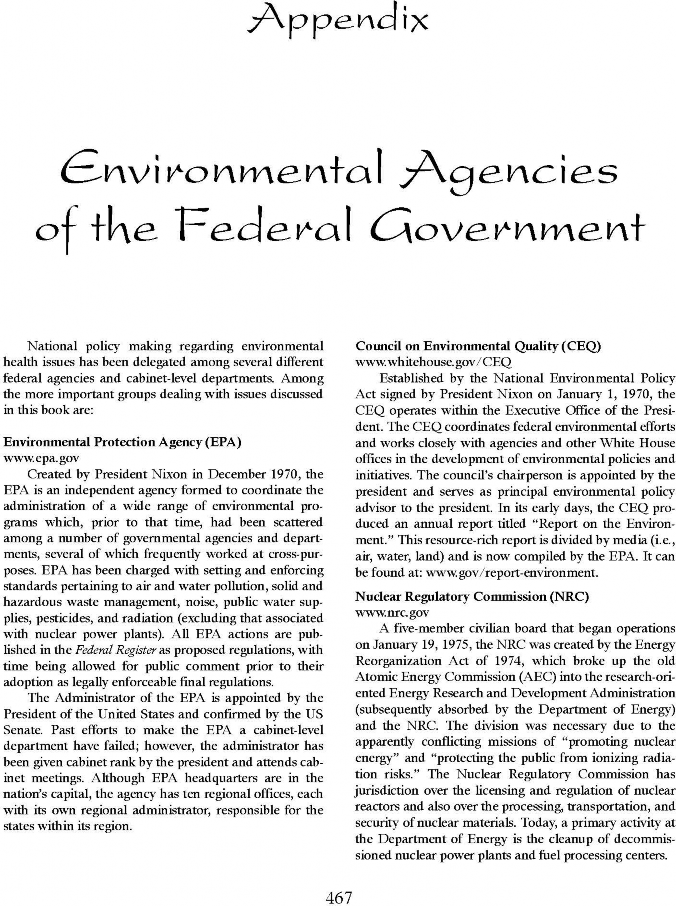 Appendix
Environmental Agencies
of the Federal Government
National policy making regarding environmental
health issues has been delegated among several different
federal agencies and cabinet-level departments. Among
the more important groups dealing with issues discussed
in this book are:
Environmental Protection Agency (EPA)
www.epa.gov
Created by President Nixon in December 1970, the
EPA is an independent agency formed to coordinate the
administration of a wide range of environmental pro-
grams which, prior to that time, had been scattered
among a number of governmental agencies and depart-
ments, several of which frequently worked at cross-pur-
poses. EPA has been charged with setting and enforcing
standards pertaining to air and water pollution, solid and
hazardous waste management, noise, public water sup-
plies, pesticides, and radiation (excluding that associated
with nuclear power plants). All EPA actions are pub-
lished in the Federal Register as proposed regulations, with
time being allowed for public comment prior to their
adoption as legally enforceable final regulations.
The Administrator of the EPA is appointed by the
President of the United States and confirmed by the US
Senate. Past efforts to make the EPA a cabinet-level
department have failed; however, the administrator has
been given cabinet rank by the president and attends cab-
inet meetings. Although EPA headquarters are in the
nation's capital, the agency has ten regional offices, each
with its own regional administrator, responsible for the
states within its region.
Council on Environmental Quality (CEQ)
www.whitehouse.gov/CEQ
Established by the National Environmental Policy
Act signed by President Nixon on January 1, 1970, the
CEQ operates within the Executive Office of the Presi-
dent. The CEQ coordinates federal environmental efforts
and works closely with agencies and other White House
offices in the development of environmental policies and
initiatives. The council's chairperson is appointed by the
president and serves as principal environmental policy
advisor to the president. In its early days, the CEQ pro-
duced an annual report titled “Report on the Environ-
ment.” This resource-rich report is divided by media (i.e.,
air, water, land) and is now compiled by the EPA. It can
be found at: www.gov/report-environment.
Nuclear Regulatory Commission (NRC)
www.nrc.gov
A five-member civilian board that began operations
on January 19, 1975, the NRC was created by the Energy
Reorganization Act of 1974, which broke up the old
Atomic Energy Commission (AEC) into the research-ori-
ented Energy Research and Development Administration
(subsequently absorbed by the Department of Energy)
and the NRC. The division was necessary due to the
apparently conflicting missions of “promoting nuclear
energy” and “protecting the public from ionizing radia-
tion risks.” The Nuclear Regulatory Commission has
jurisdiction over the licensing and regulation of nuclear
reactors and also over the processing, transportation, and
security of nuclear materials. Today, a primary activity at
the Department of Energy is the cleanup of decommis-
sioned nuclear power plants and fuel processing centers.
467